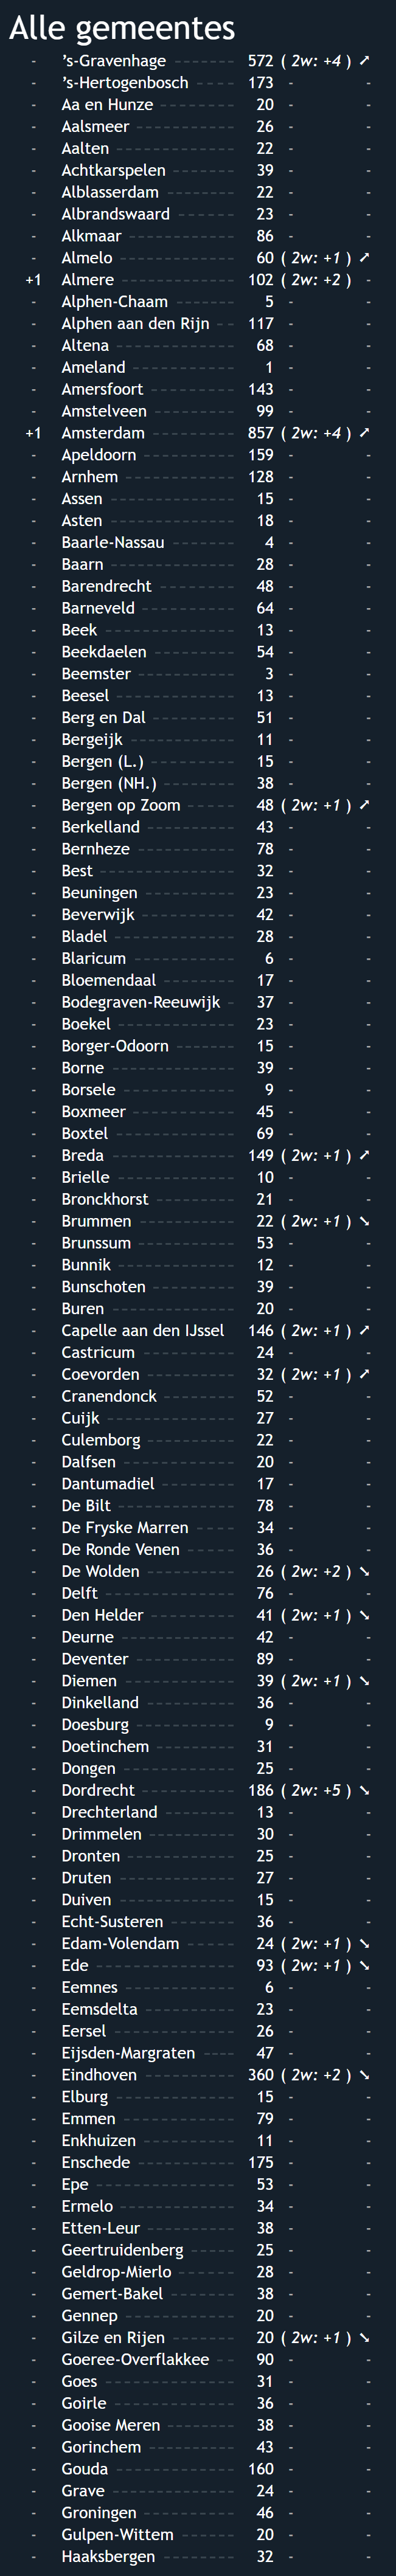 Alle gemeentes
- 's-Gravenhage ------- 572 ( 2w: +4 ) ➚
- 's-Hertogenbosch ----- 173 - -
- Aa en Hunze --------- 20 - -
- Aalsmeer ----------- 26 - -
- Aalten ------------- 22 - -
- Achtkarspelen -------- 39 - -
- Alblasserdam -------- 22 - -
- Albrandswaard ------- 23 - -
- Alkmaar ------------ 86 - -
- Almelo ------------- 60 ( 2w: +1 ) ➚
+1 Almere ------------- 102 ( 2w: +2 ) -
- Alphen-Chaam -------- 5 - -
- Alphen aan den Rijn -- 117 - -
- Altena ------------- 68 - -
- Ameland ------------ 1 - -
- Amersfoort ---------- 143 - -
- Amstelveen ---------- 99 - -
+1 Amsterdam ---------- 857 ( 2w: +4 ) ➚
- Apeldoorn ----------- 159 - -
- Arnhem ------------- 128 - -
- Assen -------------- 15 - -
- Asten -------------- 18 - -
- Baarle-Nassau -------- 4 - -
- Baarn -------------- 28 - -
- Barendrecht --------- 48 - -
- Barneveld ----------- 64 - -
- Beek --------------- 13 - -
- Beekdaelen ---------- 54 - -
- Beemster ----------- 3 - -
- Beesel ------------- 13 - -
- Berg en Dal ---------- 51 - -
- Bergeijk ------------ 11 - -
- Bergen (L.) ---------- 15 - -
- Bergen (NH.) --------- 38 - -
- Bergen op Zoom ------ 48 ( 2w: +1 ) ➚
- Berkelland ---------- 43 - -
- Bernheze ----------- 78 - -
- Best --------------- 32 - -
- Beuningen ---------- 23 - -
- Beverwijk ----------- 42 - -
- Bladel ------------- 28 - -
- Blaricum ------------ 6 - -
- Bloemendaal --------- 17 - -
- Bodegraven-Reeuwijk - 37 - -
- Boekel ------------- 23 - -
- Borger-Odoorn ------- 15 - -
- Borne -------------- 39 - -
- Borsele ------------- 9 - -
- Boxmeer ------------ 45 - -
- Boxtel -------------- 69 - -
- Breda -------------- 149 ( 2w: +1 ) ➚
- Brielle ------------- 10 - -
- Bronckhorst --------- 21 - -
- Brummen ----------- 22 ( 2w: +1 ) ➘
- Brunssum ----------- 53 - -
- Bunnik ------------- 12 - -
- Bunschoten ---------- 39 - -
- Buren -------------- 20 - -
- Capelle aan den IJssel 146 ( 2w: +1 ) ➚
- Castricum ----------- 24 - -
- Coevorden ---------- 32 ( 2w: +1 ) ➚
- Cranendonck --------- 52 - -
- Cuijk -------------- 27 - -
- Culemborg ---------- 22 - -
- Dalfsen ------------ 20 - -
- Dantumadiel --------- 17 - -
- De Bilt ------------- 78 - -
- De Fryske Marren ----- 34 - -
- De Ronde Venen ------ 36 - -
- De Wolden ---------- 26 ( 2w: +2 ) ➘
- Delft -------------- 76 - -
- Den Helder ---------- 41 ( 2w: +1 ) ➘
- Deurne ------------- 42 - -
- Deventer ----------- 89 - -
- Diemen ------------ 39 ( 2w: +1 ) ➘
- Dinkelland ---------- 36 - -
- Doesburg ----------- 9 - -
- Doetinchem --------- 31 - -
- Dongen ------------ 25 - -
- Dordrecht ----------- 186 ( 2w: +5 ) ➘
- Drechterland -------- 13 - -
- Drimmelen ---------- 30 - -
- Dronten ------------ 25 - -
- Druten ------------- 27 - -
- Duiven ------------- 15 - -
- Echt-Susteren -------- 36 - -
- Edam-Volendam ------ 24 ( 2w: +1 ) ➘
- Ede --------------- 93 ( 2w: +1 ) ➘
- Eemnes ------------ 6 - -
- Eemsdelta ---------- 23 - -
- Eersel -------------- 26 - -
- Eijsden-Margraten ---- 47 - -
- Eindhoven ---------- 360 ( 2w: +2 ) ➘
- Elburg ------------- 15 - -
- Emmen ------------ 79 - -
- Enkhuizen ---------- 11 - -
- Enschede ----------- 175 - -
- Epe --------------- 53 - -
- Ermelo ------------ 34 - -
- Etten-Leur ---------- 38 - -
- Geertruidenberg ----- 25 - -
- Geldrop-Mierlo ------- 28 - -
- Gemert-Bakel -------- 38 - -
- Gennep ------------ 20 - -
- Gilze en Rijen -------- 20 ( 2w: +1 ) ➘
- Goeree-Overflakkee -- 90 - -
- Goes -------------- 31 - -
- Goirle ------------- 36 - -
- Gooise Meren -------- 38 - -
- Gorinchem ---------- 43 - -
- Gouda ------------- 160 - -
- Grave ------------- 24 - -
- Groningen ---------- 46 - -
- Gulpen-Wittem ------- 20 - -
- Haaksbergen -------- 32 - -